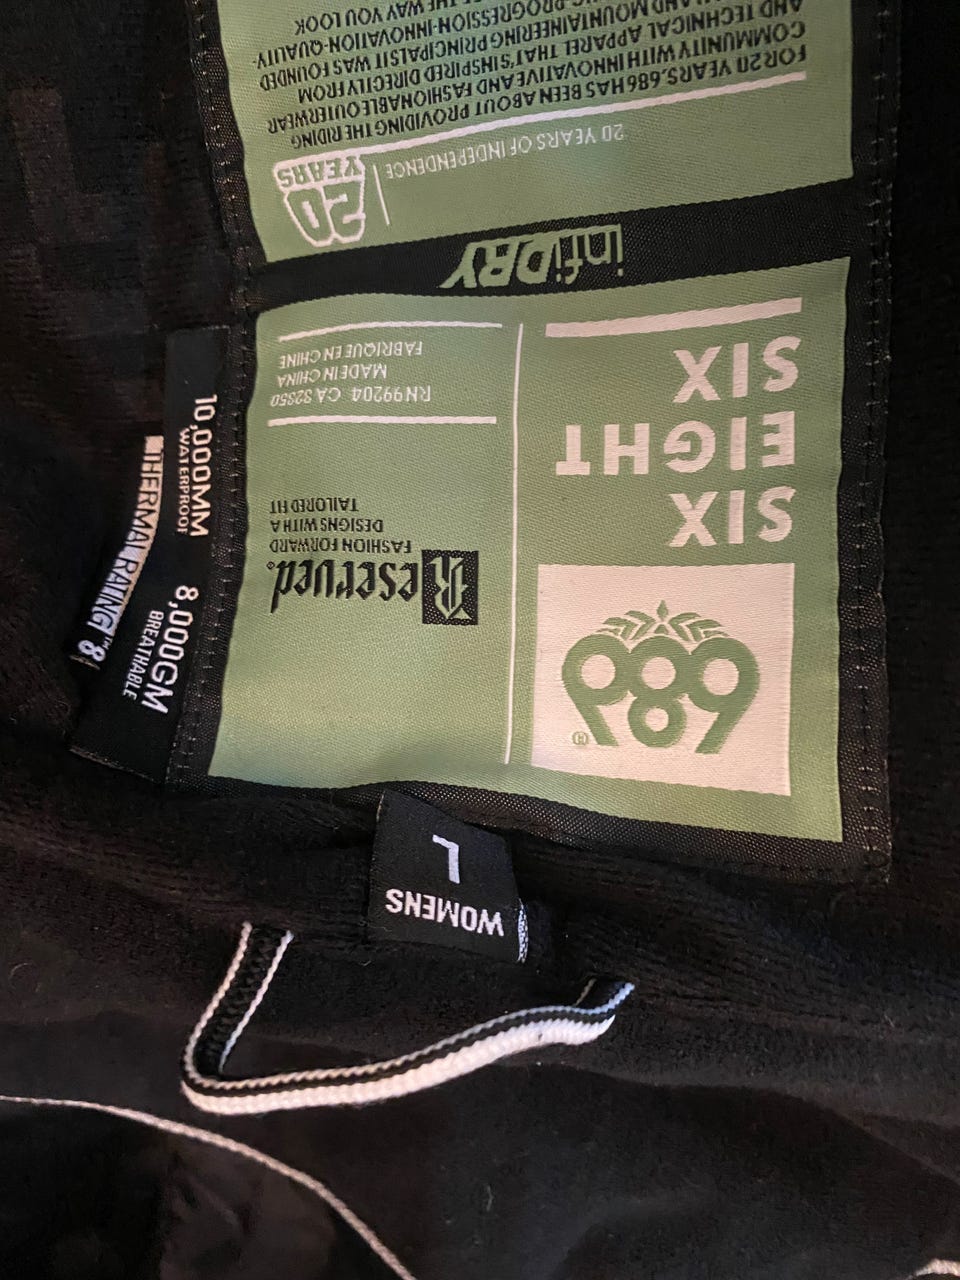 WOMENS
L
686®
SIX
EIGHT
SIX
Reserved®
FASHION FORWARD
DESIGNS WITH A
TAILORED FIT
RN 99204 CA 32350
MADE IN CHINA
FABRIQUE EN CHINE
infiDRY
20
YEARS
20 YEARS OF INDEPENDENCE
FOR 20 YEARS, 686 HAS BEEN ABOUT PROVIDING THE RIDING
COMMUNITY WITH INNOVATIVE AND FASHIONABLE OUTERWEAR
AND TECHNICAL APPAREL THAT'S INSPIRED DIRECTLY FROM
AND MOUNTAINEERING PRINCIPALS IT WAS FOUNDED
PROGRESSION-INNOVATION-QUALITY-
THE WAY YOU LOOK
8,000GM
BREATHABLE
10,000MM
WATERPROOF
THERMAL RATING™ 8